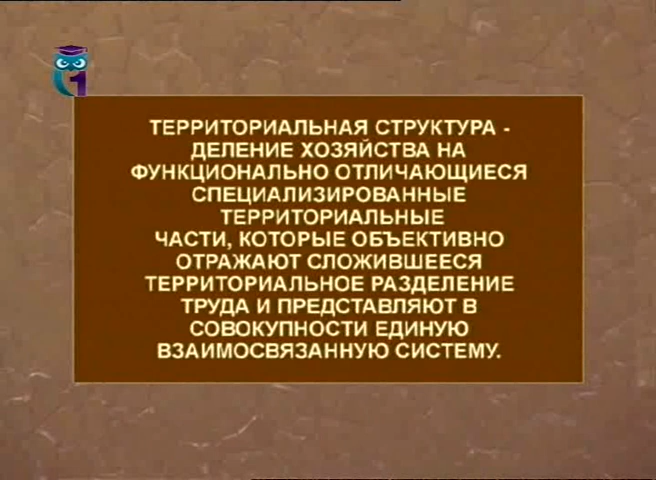 1
ТЕРРИТОРИАЛЬНАЯ СТРУКТУРА -
ДЕЛЕНИЕ ХОЗЯЙСТВА НА
ФУНКЦИОНАЛЬНО ОТЛИЧАЮЩИЕСЯ
СПЕЦИАЛИЗИРОВАННЫЕ
ТЕРРИТОРИАЛЬНЫЕ
ЧАСТИ, КОТОРЫЕ ОБЪЕКТИВНО
ОТРАЖАЮТ СЛОЖИВШЕЕСЯ
ТЕРРИТОРИАЛЬНОЕ РАЗДЕЛЕНИЕ
ТРУДА И ПРЕДСТАВЛЯЮТ В
СОВОКУПНОСТИ ЕДИНУЮ
ВЗАИМОСВЯЗАННУЮ СИСТЕМУ.